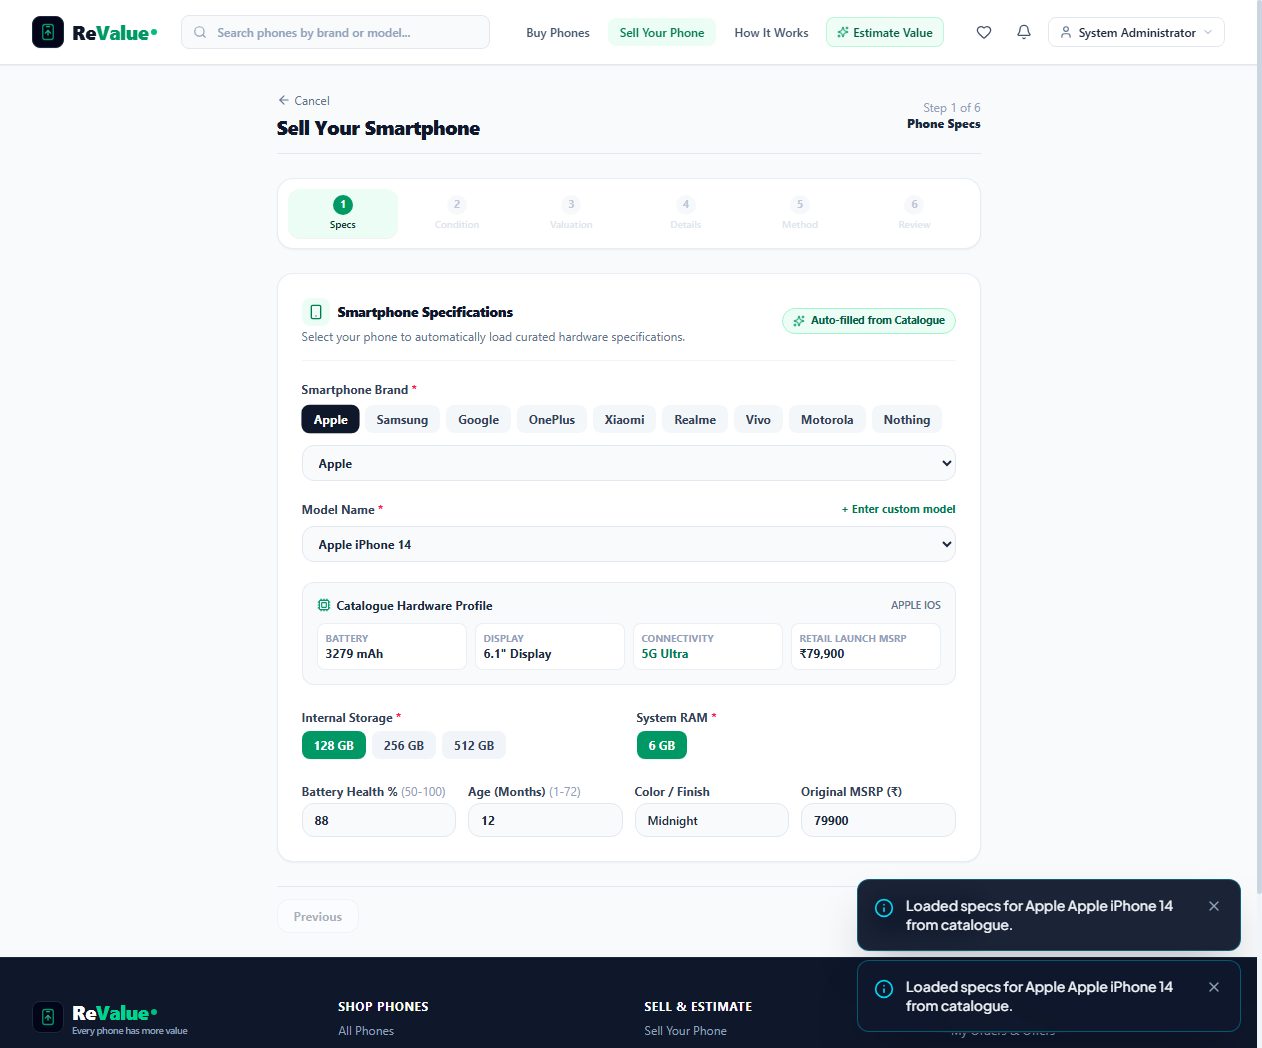 ReValue
Search phones by brand or model...
Buy Phones
Sell Your Phone
How It Works
Estimate Value
System Administrator
Cancel
Sell Your Smartphone
Step 1 of 6
Phone Specs
1
Specs
2
Condition
3
Valuation
4
Details
5
Method
6
Review
Smartphone Specifications
Select your phone to automatically load curated hardware specifications.
Auto-filled from Catalogue
Smartphone Brand *
Apple
Samsung
Google
OnePlus
Xiaomi
Realme
Vivo
Motorola
Nothing
Apple
Model Name *
+ Enter custom model
Apple iPhone 14
Catalogue Hardware Profile
APPLE IOS
BATTERY
3279 mAh
DISPLAY
6.1" Display
CONNECTIVITY
5G Ultra
RETAIL LAUNCH MSRP
₹79,900
Internal Storage *
128 GB
256 GB
512 GB
System RAM *
6 GB
Battery Health % (50-100)
88
Age (Months) (1-72)
12
Color / Finish
Midnight
Original MSRP (₹)
79900
Previous
Loaded specs for Apple Apple iPhone 14
from catalogue.
Loaded specs for Apple Apple iPhone 14
from catalogue.
ReValue
Every phone has more value
SHOP PHONES
All Phones
SELL & ESTIMATE
Sell Your Phone
My Orders & Offers